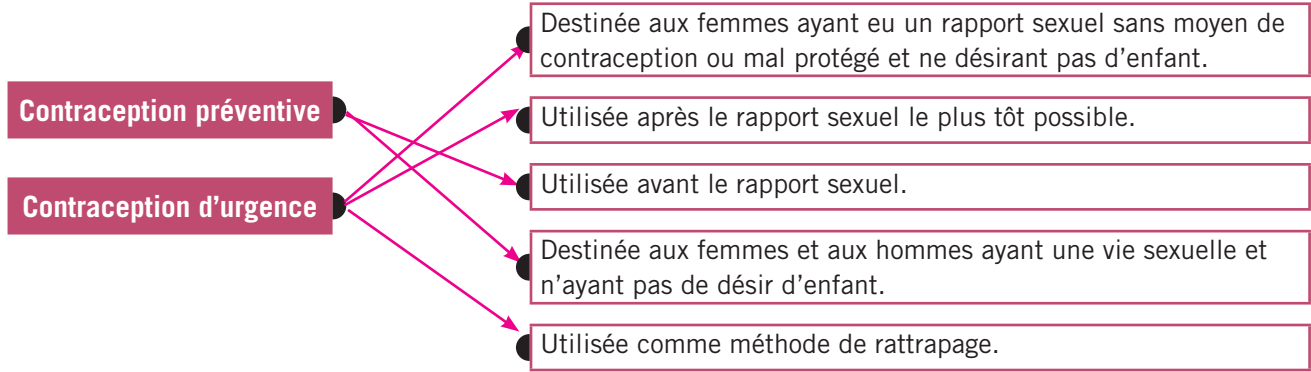 Contraception préventive
Contraception d’urgence
Destinée aux femmes ayant eu un rapport sexuel sans moyen de
contraception ou mal protégé et ne désirant pas d’enfant.
Utilisée après le rapport sexuel le plus tôt possible.
Utilisée avant le rapport sexuel.
Destinée aux femmes et aux hommes ayant une vie sexuelle et
n’ayant pas de désir d’enfant.
Utilisée comme méthode de rattrapage.